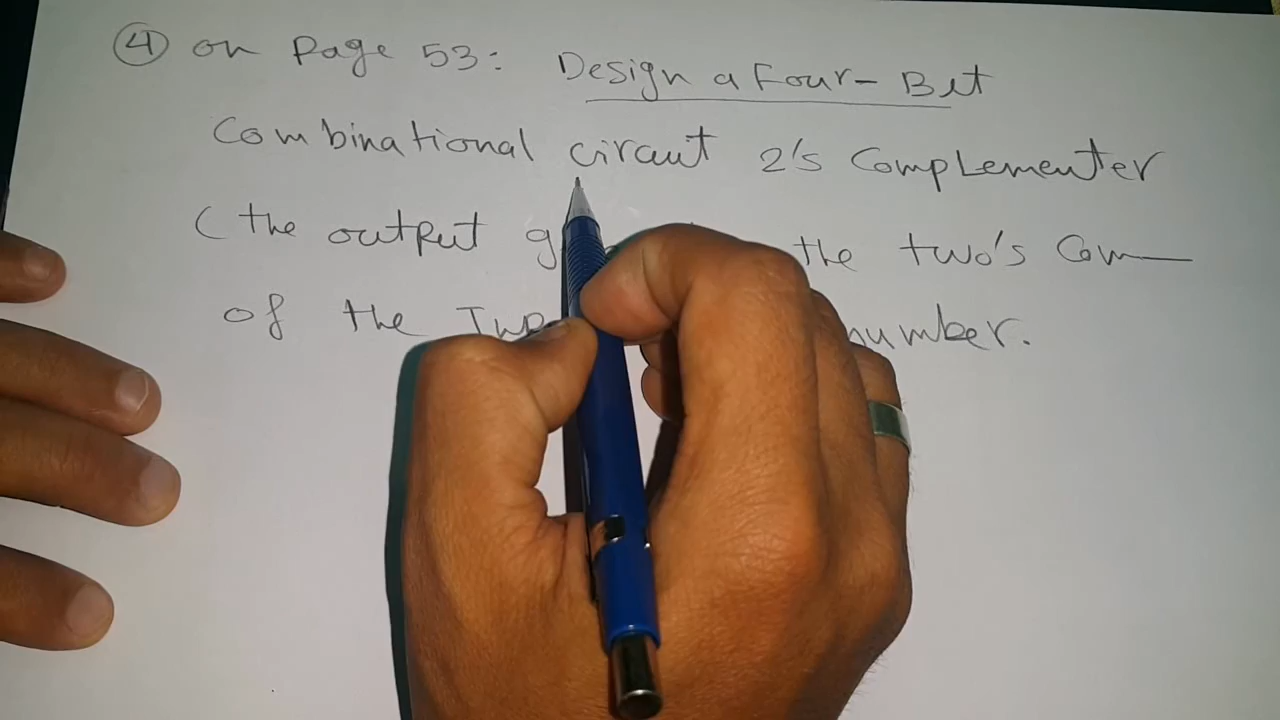 ④ on Page 53: Design a Four-Bit
Combinational circuit 2's Complementer
(the output g the two's Com
of the number.